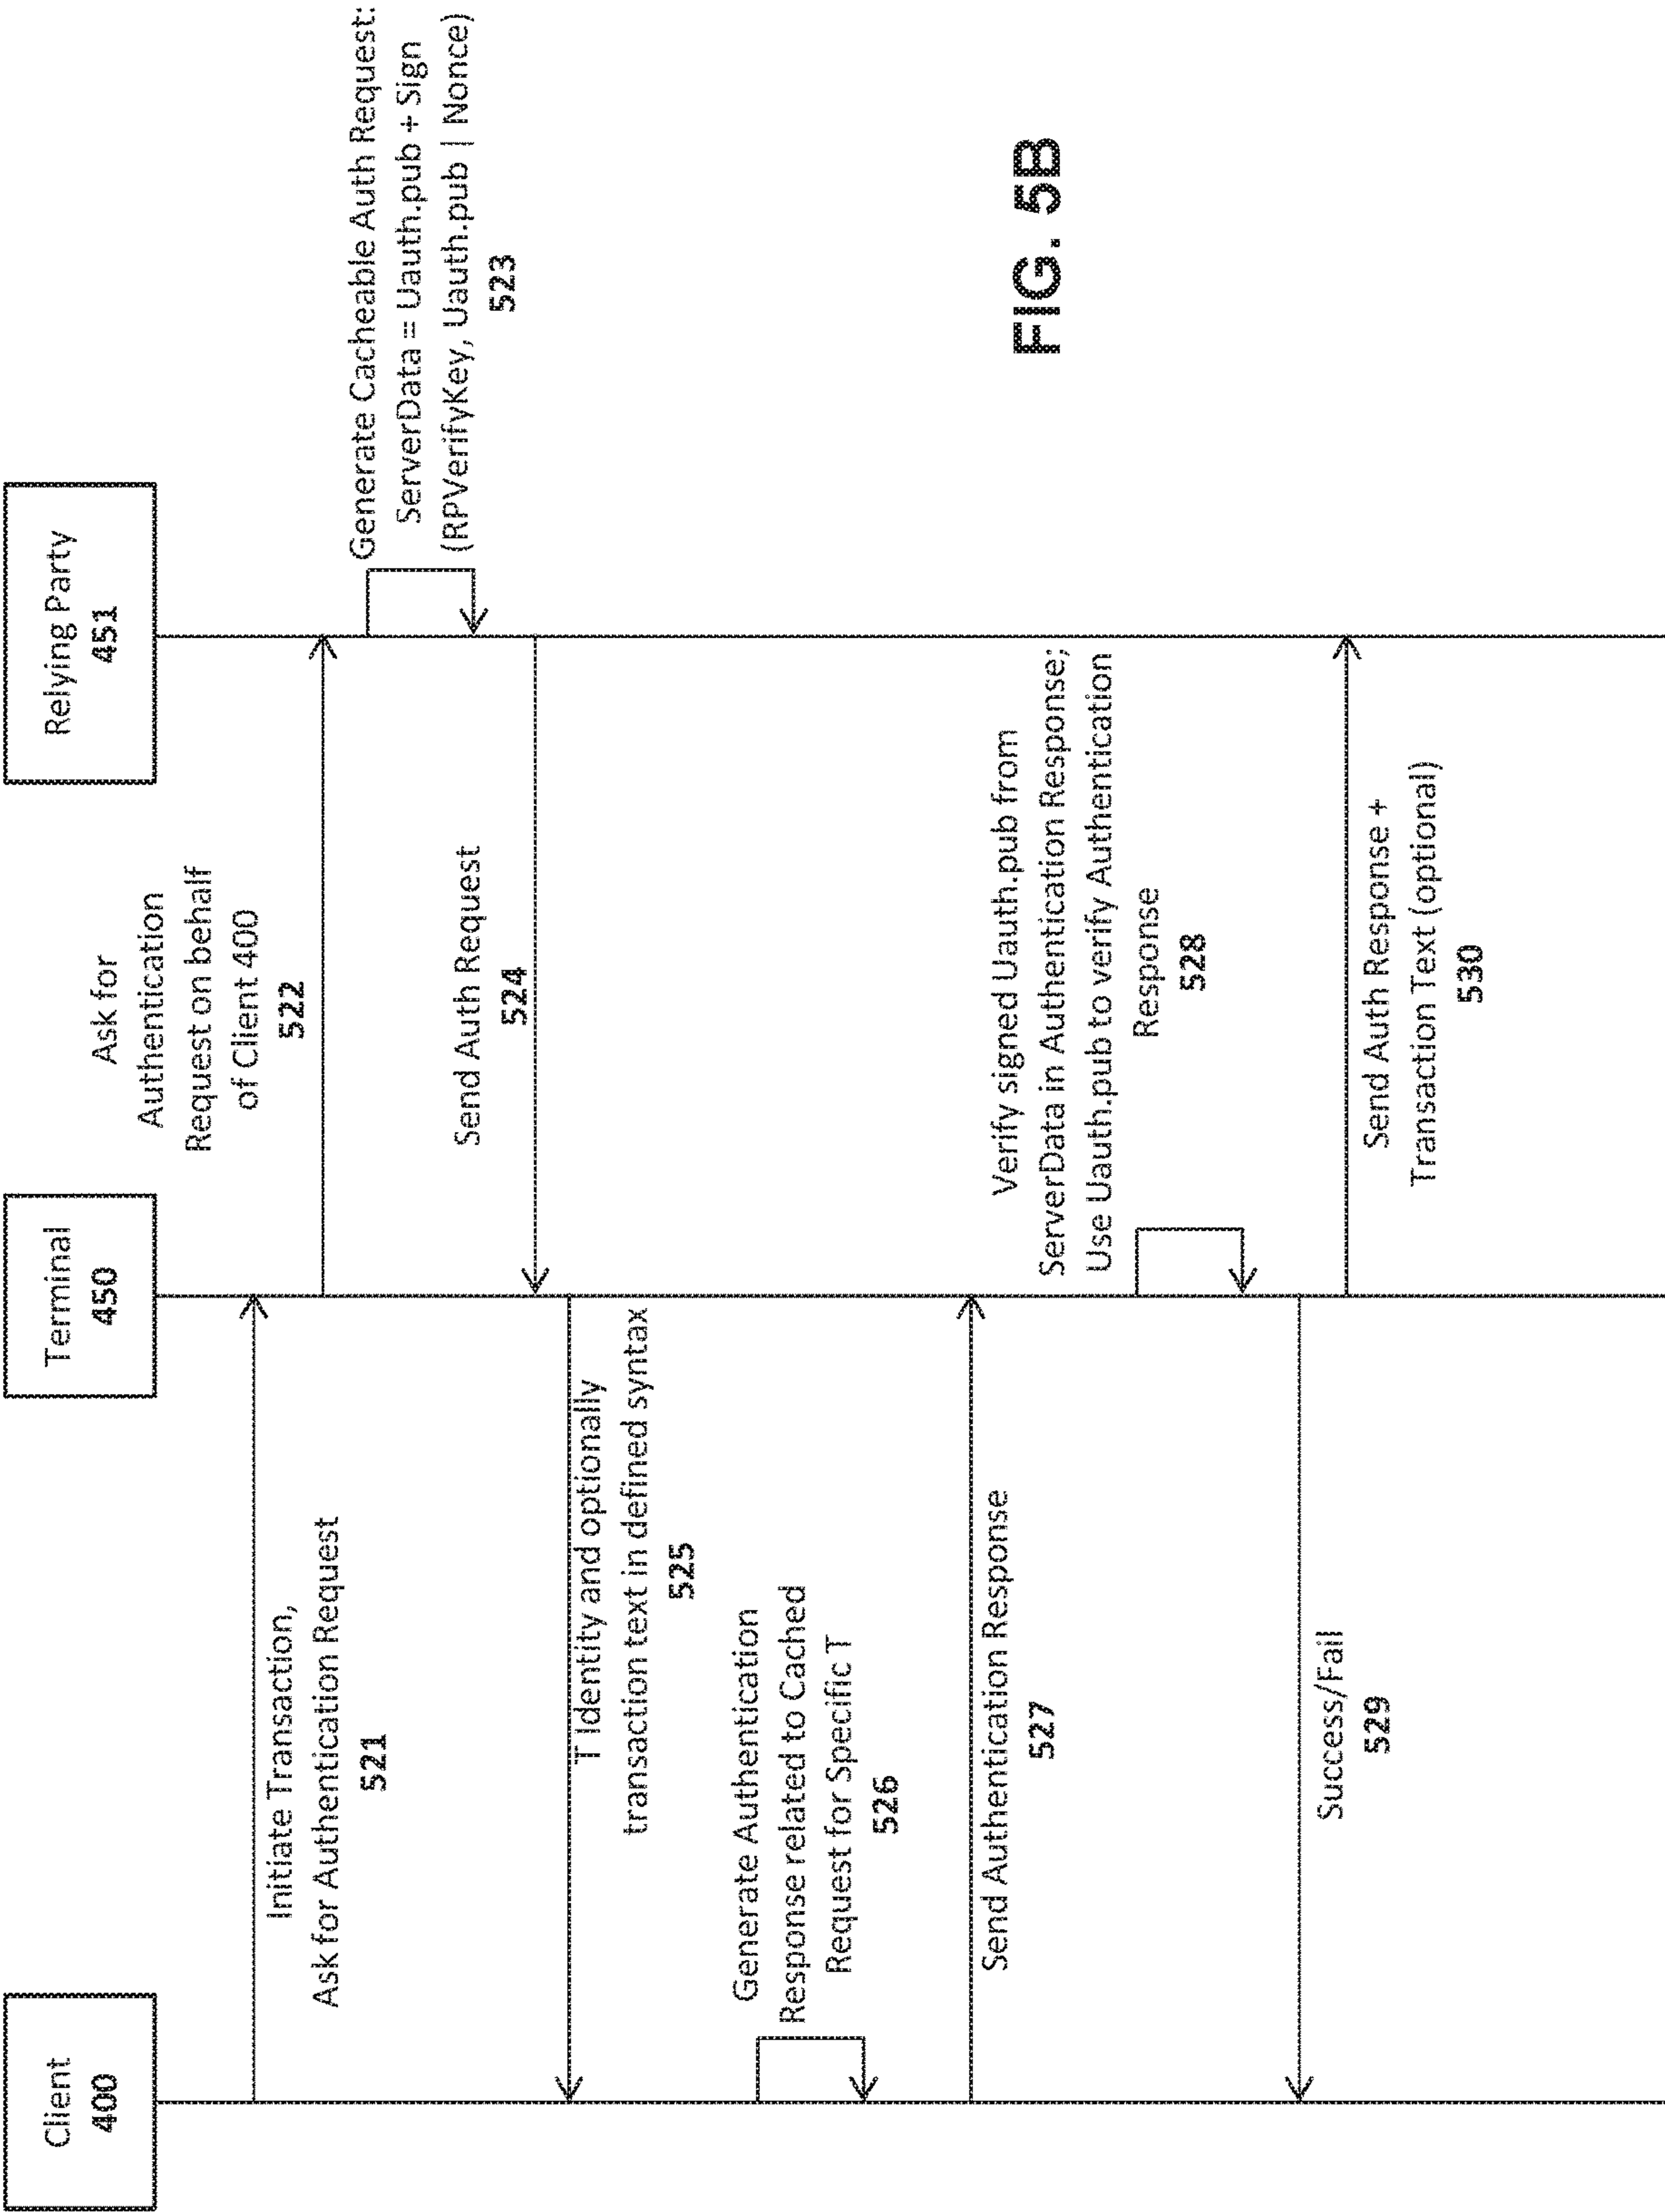 Client
400
Terminal
450
Relying Party
451
Initiate Transaction,
Ask for Authentication Request
521
Ask for
Authentication
Request on behalf
of Client 400
522
Generate Cacheable Auth Request:
ServerData = Uauth.pub + Sign
(RPVerifyKey, Uauth.pub | Nonce)
523
Send Auth Request
524
T Identity and optionally
transaction text in defined syntax
525
Generate Authentication
Response related to Cached
Request for Specific T
526
Send Authentication Response
527
Verify signed Uauth.pub from
ServerData in Authentication Response;
Use Uauth.pub to verify Authentication
Response
528
Success/Fail
529
Send Auth Response +
Transaction Text (optional)
530
FIG. 5B